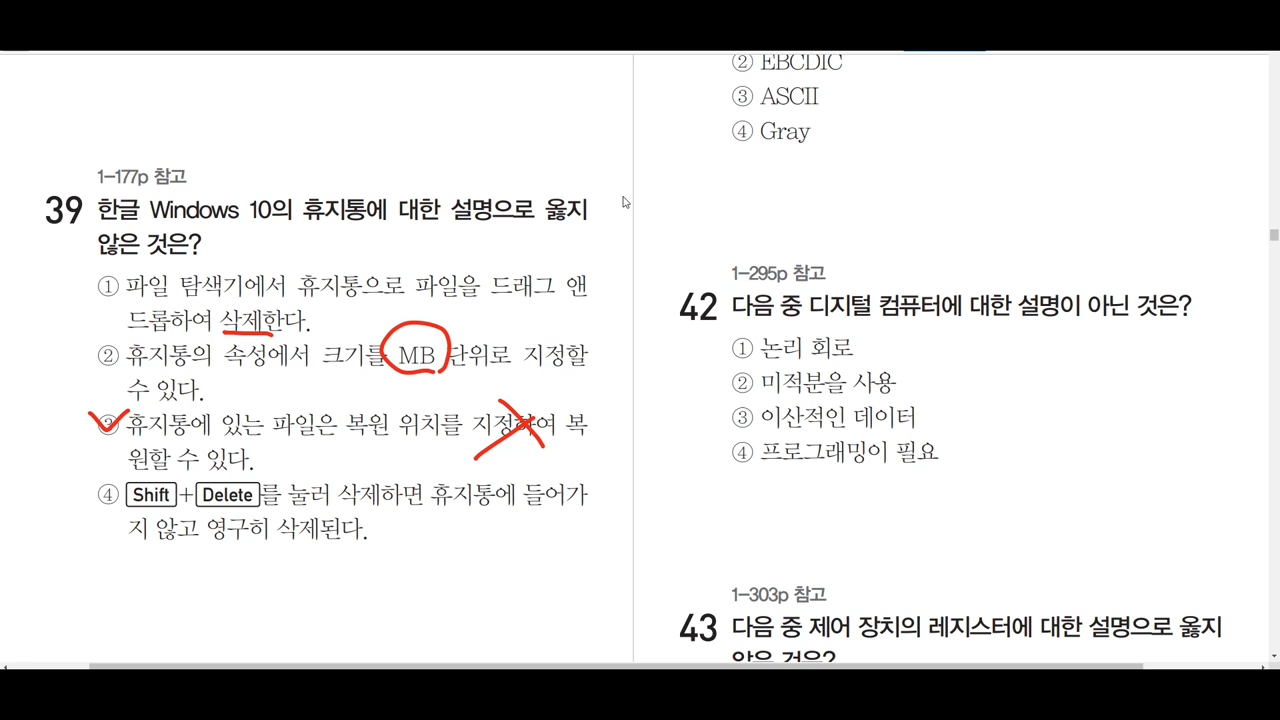 1-177p 참고
39 한글 Windows 10의 휴지통에 대한 설명으로 옳지
않은 것은?
① 파일 탐색기에서 휴지통으로 파일을 드래그 앤
드롭하여 삭제한다.
② 휴지통의 속성에서 크기를 MB 단위로 지정할
수 있다.
③ 휴지통에 있는 파일은 복원 위치를 지정하여 복
원할 수 있다.
④ Shift+Delete를 눌러 삭제하면 휴지통에 들어가
지 않고 영구히 삭제된다.
② EBCDIC
③ ASCII
④ Gray
1-295p 참고
42 다음 중 디지털 컴퓨터에 대한 설명이 아닌 것은?
① 논리 회로
② 미적분을 사용
③ 이산적인 데이터
④ 프로그래밍이 필요
1-303p 참고
43 다음 중 제어 장치의 레지스터에 대한 설명으로 옳지
않은 것은?